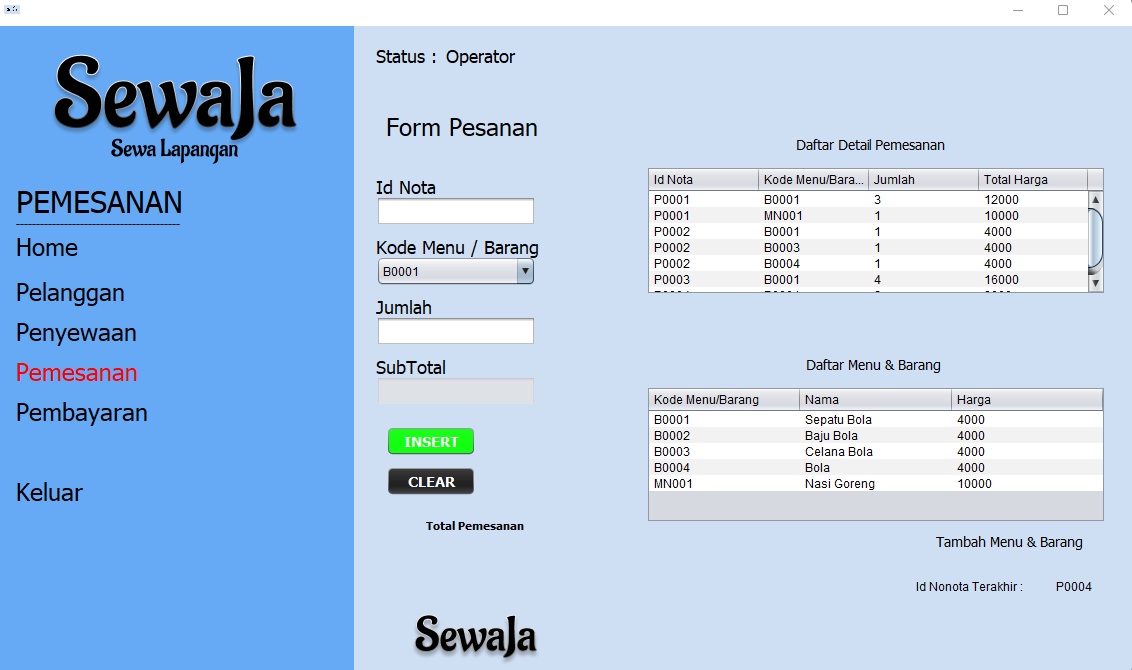 SewaJa
Sewa Lapangan
PEMESANAN
Home
Pelanggan
Penyewaan
Pemesanan
Pembayaran
Keluar
Status : Operator
Form Pesanan
Id Nota
Kode Menu / Barang
B0001
Jumlah
SubTotal
INSERT
CLEAR
Total Pemesanan
SewaJa
Daftar Detail Pemesanan
Id Nota Kode Menu/Bara... Jumlah Total Harga
P0001 B0001 3 12000
P0001 MN001 1 10000
P0002 B0001 1 4000
P0002 B0003 1 4000
P0002 B0004 1 4000
P0003 B0001 4 16000
Daftar Menu & Barang
Kode Menu/Barang Nama Harga
B0001 Sepatu Bola 4000
B0002 Baju Bola 4000
B0003 Celana Bola 4000
B0004 Bola 4000
MN001 Nasi Goreng 10000
Tambah Menu & Barang
Id Nonota Terakhir : P0004